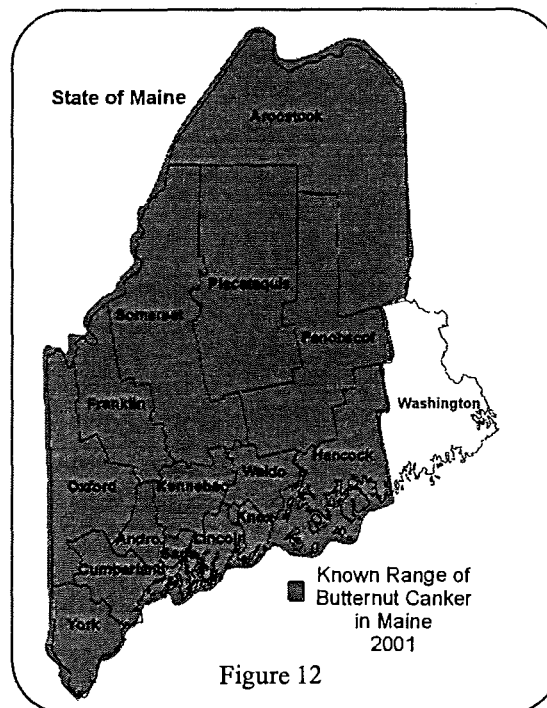 State of Maine
Aroostook
Piscataquis
Somerset
Penobscot
Franklin
Washington
Hancock
Waldo
Oxford
Kennebec
Knox
Andro
Lincoln
Saga
Cumberland
York
Known Range of
Butternut Canker
in Maine
2001
Figure 12